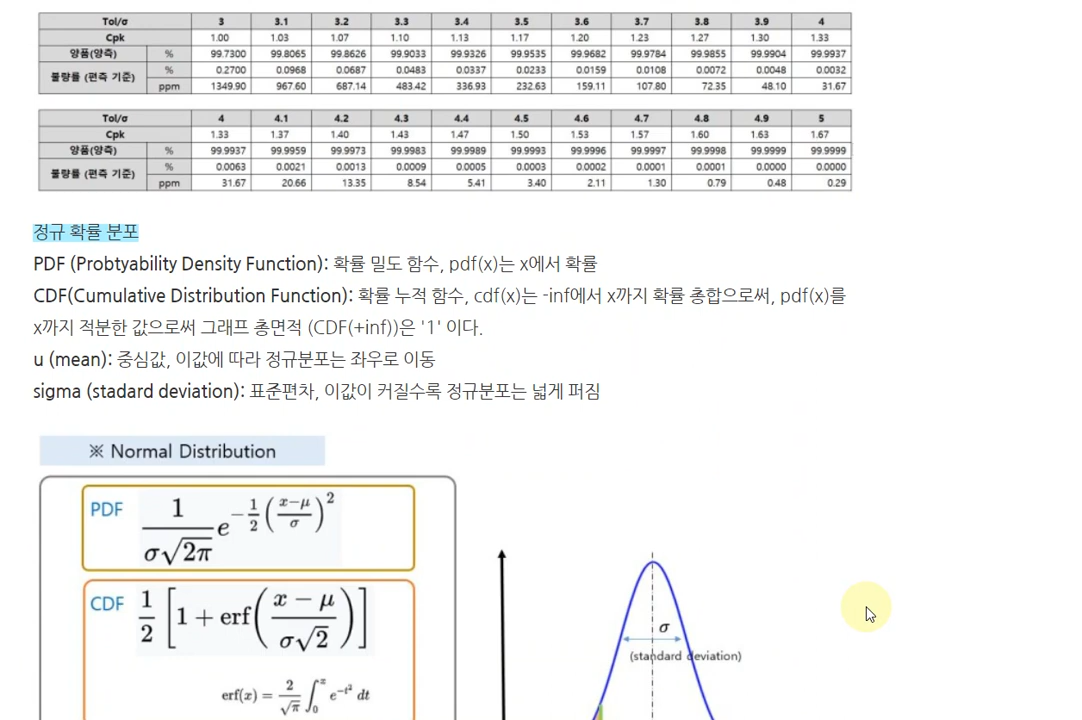 Tol/σ 3 3.1 3.2 3.3 3.4 3.5 3.6 3.7 3.8 3.9 4
Cpk 1.00 1.03 1.07 1.10 1.13 1.17 1.20 1.23 1.27 1.30 1.33
양품(양측) % 99.7300 99.8065 99.8626 99.9033 99.9326 99.9535 99.9682 99.9784 99.9855 99.9904 99.9937
불량률 (편측 기준) % 0.2700 0.0968 0.0687 0.0483 0.0337 0.0233 0.0159 0.0108 0.0072 0.0048 0.0032
ppm 1349.90 967.60 687.14 483.42 336.93 232.63 159.11 107.80 72.35 48.10 31.67
Tol/σ 4 4.1 4.2 4.3 4.4 4.5 4.6 4.7 4.8 4.9 5
Cpk 1.33 1.37 1.40 1.43 1.47 1.50 1.53 1.57 1.60 1.63 1.67
양품(양측) % 99.9937 99.9959 99.9973 99.9983 99.9989 99.9993 99.9996 99.9997 99.9998 99.9999 99.9999
불량률 (편측 기준) % 0.0063 0.0021 0.0013 0.0009 0.0005 0.0003 0.0002 0.0001 0.0001 0.0000 0.0000
ppm 31.67 20.66 13.35 8.54 5.41 3.40 2.11 1.30 0.79 0.48 0.29
정규 확률 분포
PDF (Probtyability Density Function): 확률 밀도 함수, pdf(x)는 x에서 확률
CDF(Cumulative Distribution Function): 확률 누적 함수, cdf(x)는 -inf에서 x까지 확률 총합으로써, pdf(x)를
x까지 적분한 값으로써 그래프 총면적 (CDF(+inf))은 '1' 이다.
u (mean): 중심값, 이값에 따라 정규분포는 좌우로 이동
sigma (stadard deviation): 표준편차, 이값이 커질수록 정규분포는 넓게 퍼짐
※ Normal Distribution
PDF 1/(σ√2π) e^(-1/2((x-μ)/σ)^2)
CDF 1/2 [1 + erf((x − μ)/(σ√2))]
erf(x) = 2/√π ∫₀ˣ e^(-t²) dt
σ
(standard deviation)